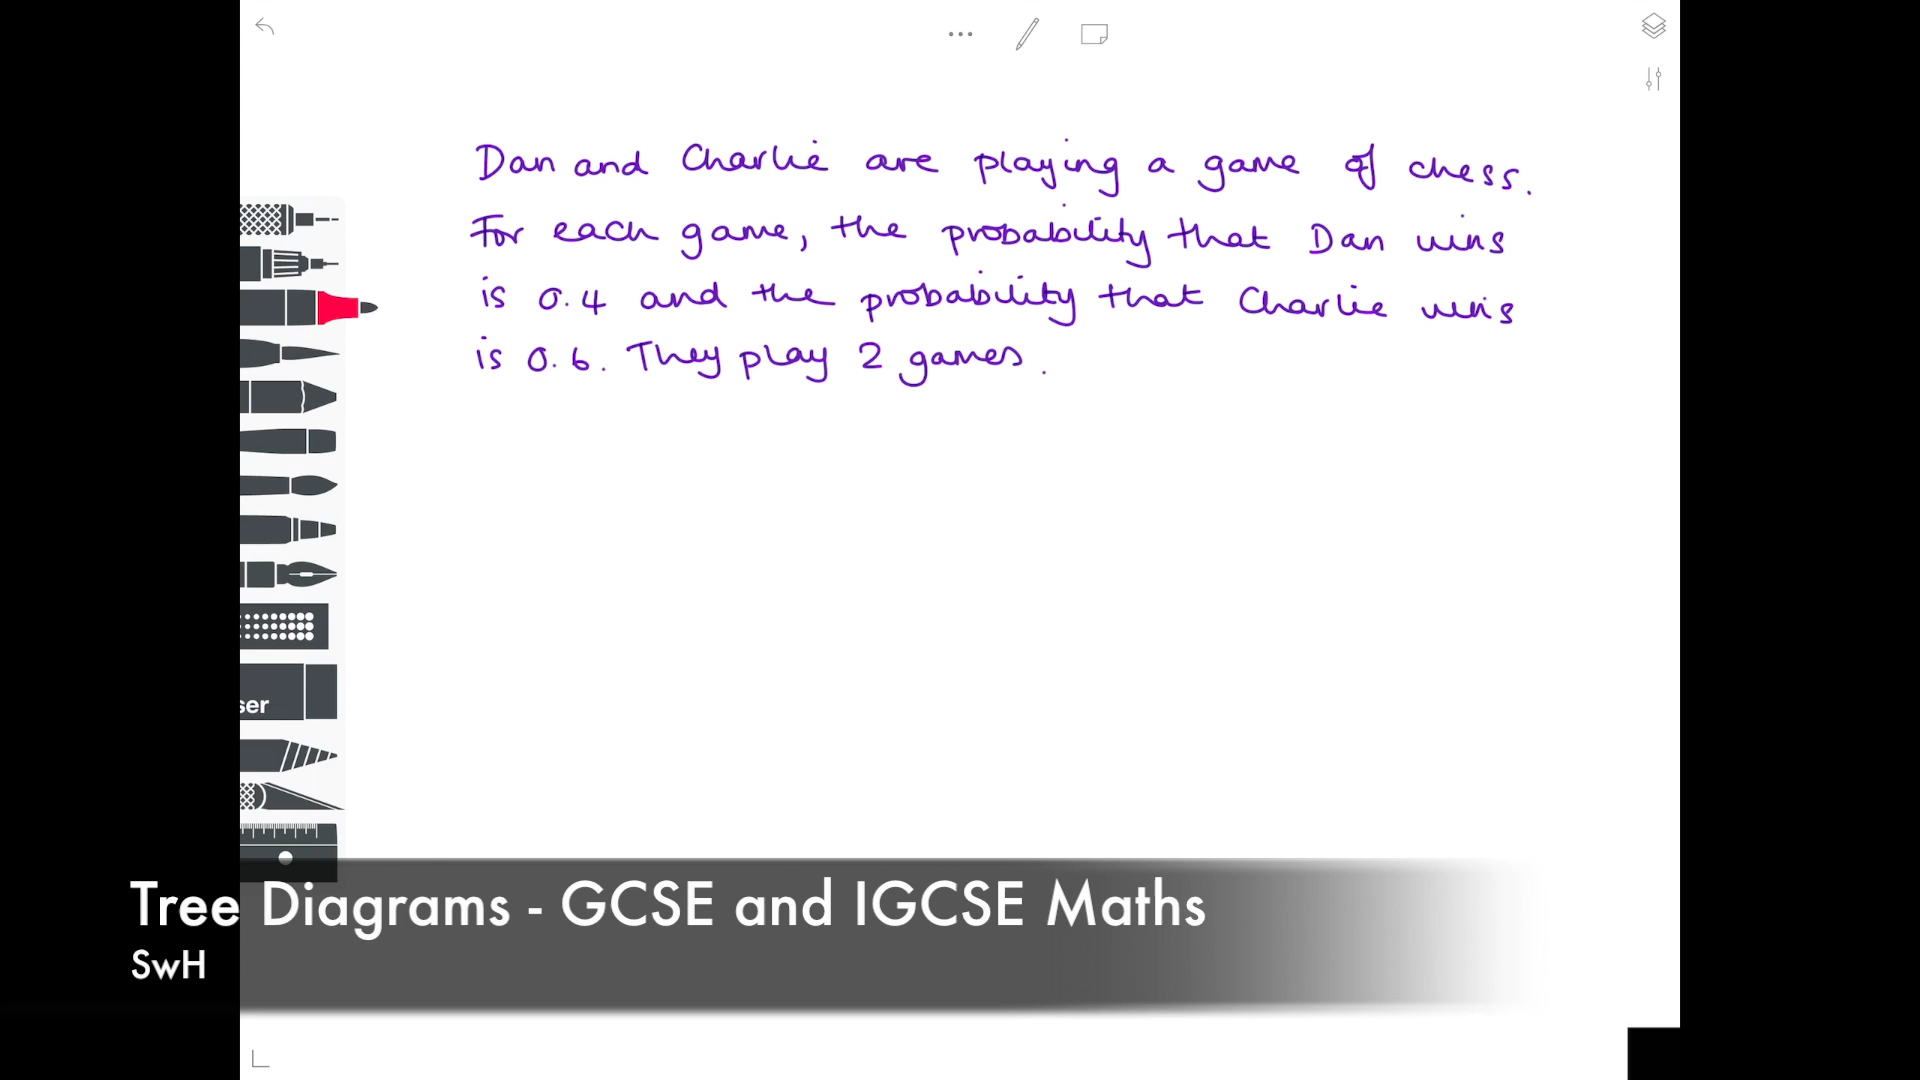 Dan and Charlie are playing a game of chess.
For each game, the probability that Dan wins
is 0.4 and the probability that Charlie wins
is 0.6. They play 2 games.
ser
Tree Diagrams - GCSE and IGCSE Maths
SwH